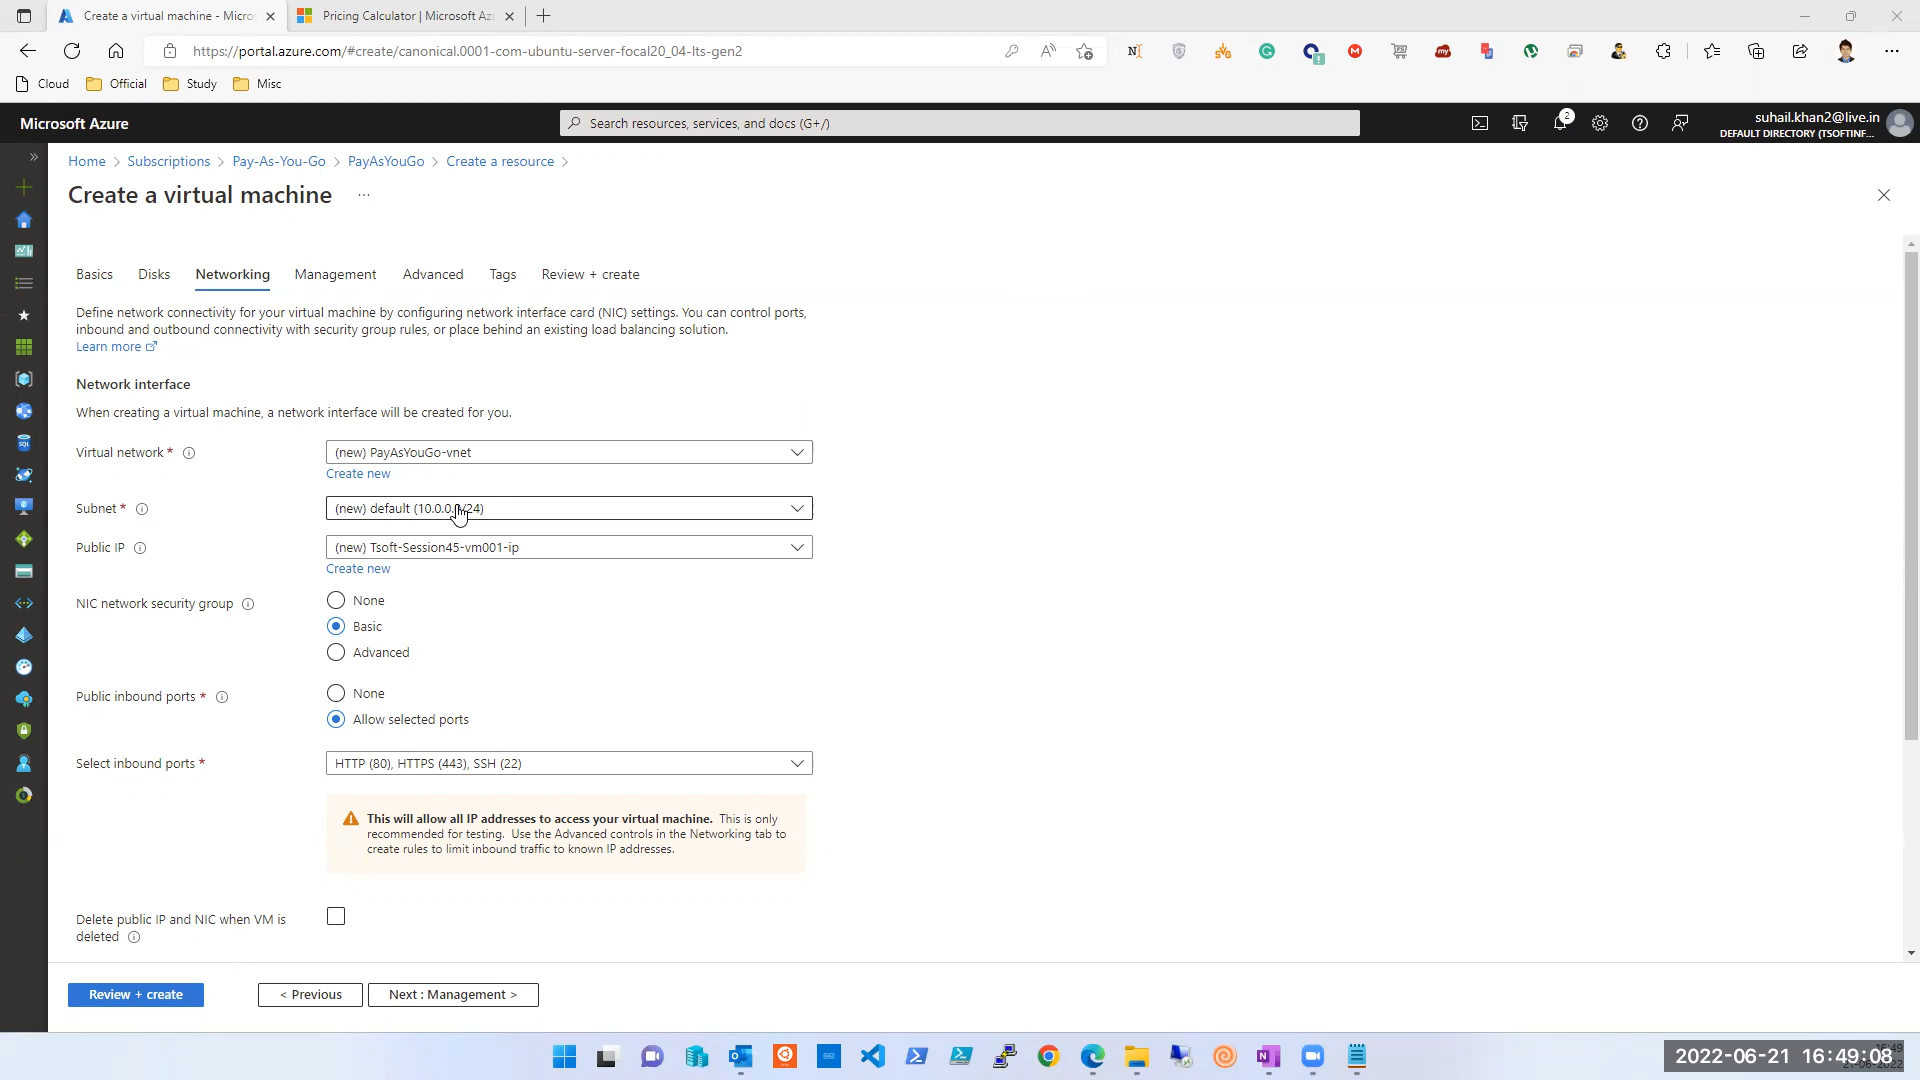 Create a virtual machine - Micros
Pricing Calculator | Microsoft Az
https://portal.azure.com/#create/canonical.0001-com-ubuntu-server-focal20_04-lts-gen2
Cloud
Official
Study
Misc
Microsoft Azure
Search resources, services, and docs (G+/)
2
suhail.khan2@live.in
DEFAULT DIRECTORY (TSOFTINF...
Home > Subscriptions > Pay-As-You-Go > PayAsYouGo > Create a resource >
Create a virtual machine ...
Basics Disks Networking Management Advanced Tags Review + create
Define network connectivity for your virtual machine by configuring network interface card (NIC) settings. You can control ports,
inbound and outbound connectivity with security group rules, or place behind an existing load balancing solution.
Learn more
Network interface
When creating a virtual machine, a network interface will be created for you.
Virtual network *
(new) PayAsYouGo-vnet
Create new
Subnet *
(new) default (10.0.0.0/24)
Public IP
(new) Tsoft-Session45-vm001-ip
Create new
NIC network security group
None
Basic
Advanced
Public inbound ports *
None
Allow selected ports
Select inbound ports *
HTTP (80), HTTPS (443), SSH (22)
This will allow all IP addresses to access your virtual machine. This is only
recommended for testing. Use the Advanced controls in the Networking tab to
create rules to limit inbound traffic to known IP addresses.
Delete public IP and NIC when VM is
deleted
Review + create
< Previous
Next : Management >
2022-06-21 16:49:08